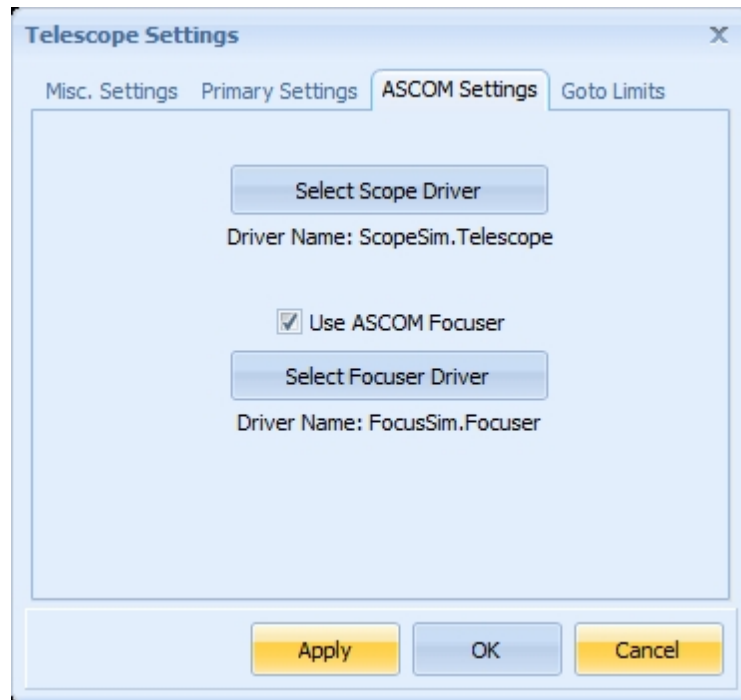 Telescope Settings
Misc. Settings Primary Settings ASCOM Settings Goto Limits
Select Scope Driver
Driver Name: ScopeSim.Telescope
Use ASCOM Focuser
Select Focuser Driver
Driver Name: FocusSim.Focuser
Apply OK Cancel